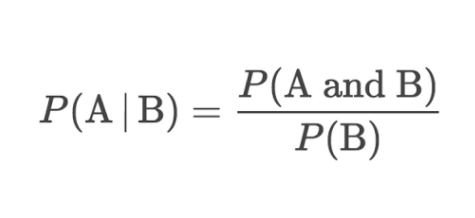 P(A | B) = P(A and B) / P(B)